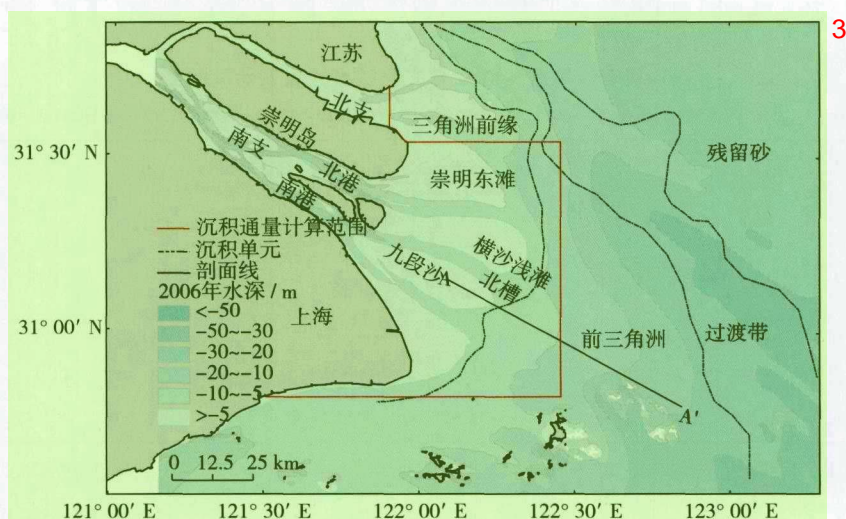 3
江苏
北支
崇明岛
三角洲前缘
31° 30′ N
南支
残留砂
北港
崇明东滩
南港
沉积通量计算范围
沉积单元
剖面线
2006年水深 / m
<-50
-50~-30
-30~-20
-20~-10
-10~-5
>-5
九段沙
A
横沙浅滩
北槽
31° 00′ N
上海
前三角洲
过渡带
A′
0 12.5 25 km
121° 00′ E 121° 30′ E 122° 00′ E 122° 30′ E 123° 00′ E